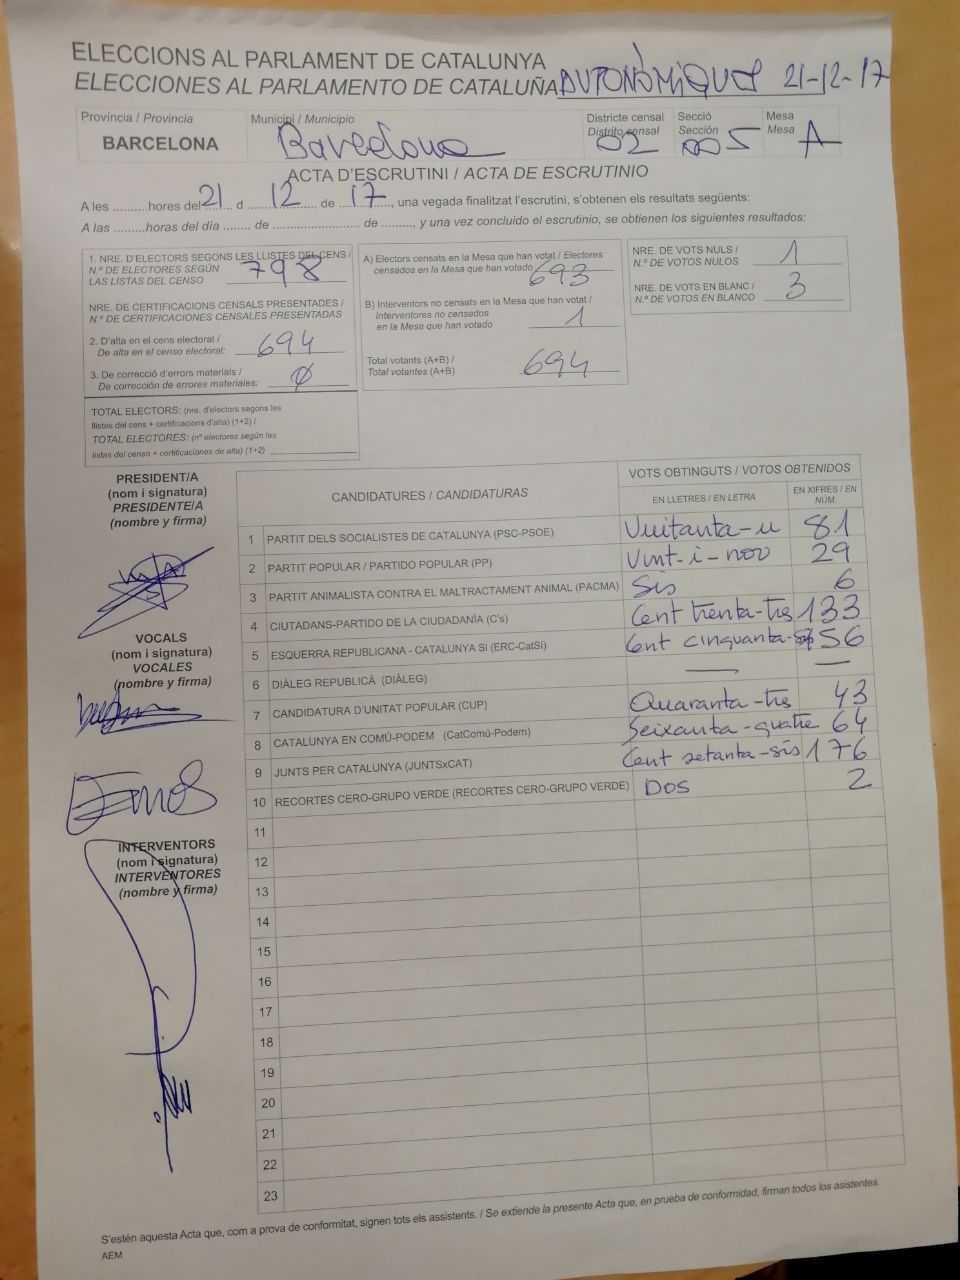 ELECCIONS AL PARLAMENT DE CATALUNYA
ELECCIONES AL PARLAMENTO DE CATALUÑA AUTONÒMIQUES 21-12-17
Província / Provincia
BARCELONA
Municipi / Municipio
Barcelona
Districte censal
Distrito censal
02
Secció
Sección
005
Mesa
Mesa
A
ACTA D'ESCRUTINI / ACTA DE ESCRUTINIO
A les ..........hores del 21 d 12 de 17, una vegada finalitzat l'escrutini, s'obtenen els resultats següents:
A las .........horas del día ........ de ......................... de ........., y una vez concluido el escrutinio, se obtienen los siguientes resultados:
1. NRE. D'ELECTORS SEGONS LES LLISTES DEL CENS /
N.º DE ELECTORES SEGÚN
LAS LISTAS DEL CENSO
798
NRE. DE CERTIFICACIONS CENSALS PRESENTADES /
N.º DE CERTIFICACIONES CENSALES PRESENTADAS
2. D'alta en el cens electoral /
De alta en el censo electoral: 694
3. De correcció d'errors materials /
De corrección de errores materiales: 0
TOTAL ELECTORS: (nre. d'electors segons les
llistes del cens + certificacions d'alta) (1+2) /
TOTAL ELECTORES: (nº electores según las
listas del censo + certificaciones de alta) (1+2)
A) Electors censats en la Mesa que han votat / Electores
censados en la Mesa que han votado 693
B) Interventors no censats en la Mesa que han votat /
Interventores no censados
en la Mesa que han votado 1
Total votants (A+B) /
Total votantes (A+B) 694
NRE. DE VOTS NULS /
N.º DE VOTOS NULOS 1
NRE. DE VOTS EN BLANC /
N.º DE VOTOS EN BLANCO 3
PRESIDENT/A
(nom i signatura)
PRESIDENTE/A
(nombre y firma)
VOCALS
(nom i signatura)
VOCALES
(nombre y firma)
INTERVENTORS
(nom i signatura)
INTERVENTORES
(nombre y firma)
CANDIDATURES / CANDIDATURAS
VOTS OBTINGUTS / VOTOS OBTENIDOS
EN LLETRES / EN LETRA
EN XIFRES / EN NÚM.
1 PARTIT DELS SOCIALISTES DE CATALUNYA (PSC-PSOE) Vuitanta-u 81
2 PARTIT POPULAR / PARTIDO POPULAR (PP) Vint-i-nou 29
3 PARTIT ANIMALISTA CONTRA EL MALTRACTAMENT ANIMAL (PACMA) Sis 6
4 CIUTADANS-PARTIDO DE LA CIUDADANÍA (C's) Cent trenta-tres 133
5 ESQUERRA REPUBLICANA - CATALUNYA SÍ (ERC-CatSí) Cent cinquanta-sis 156
6 DIÀLEG REPUBLICÀ (DIÀLEG) — —
7 CANDIDATURA D'UNITAT POPULAR (CUP) Quaranta-tres 43
8 CATALUNYA EN COMÚ-PODEM (CatComú-Podem) Seixanta-quatre 64
9 JUNTS PER CATALUNYA (JUNTSxCAT) Cent setanta-sis 176
10 RECORTES CERO-GRUPO VERDE (RECORTES CERO-GRUPO VERDE) Dos 2
11
12
13
14
15
16
17
18
19
20
21
22
23
S'estén aquesta Acta que, com a prova de conformitat, signen tots els assistents. / Se extiende la presente Acta que, en prueba de conformidad, firman todos los asistentes.
AEM